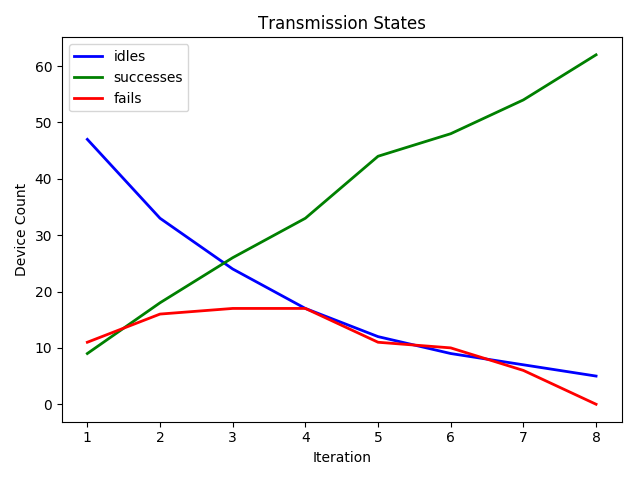 Transmission States
idles
successes
fails
Device Count
60
50
40
30
20
10
0
1 2 3 4 5 6 7 8
Iteration